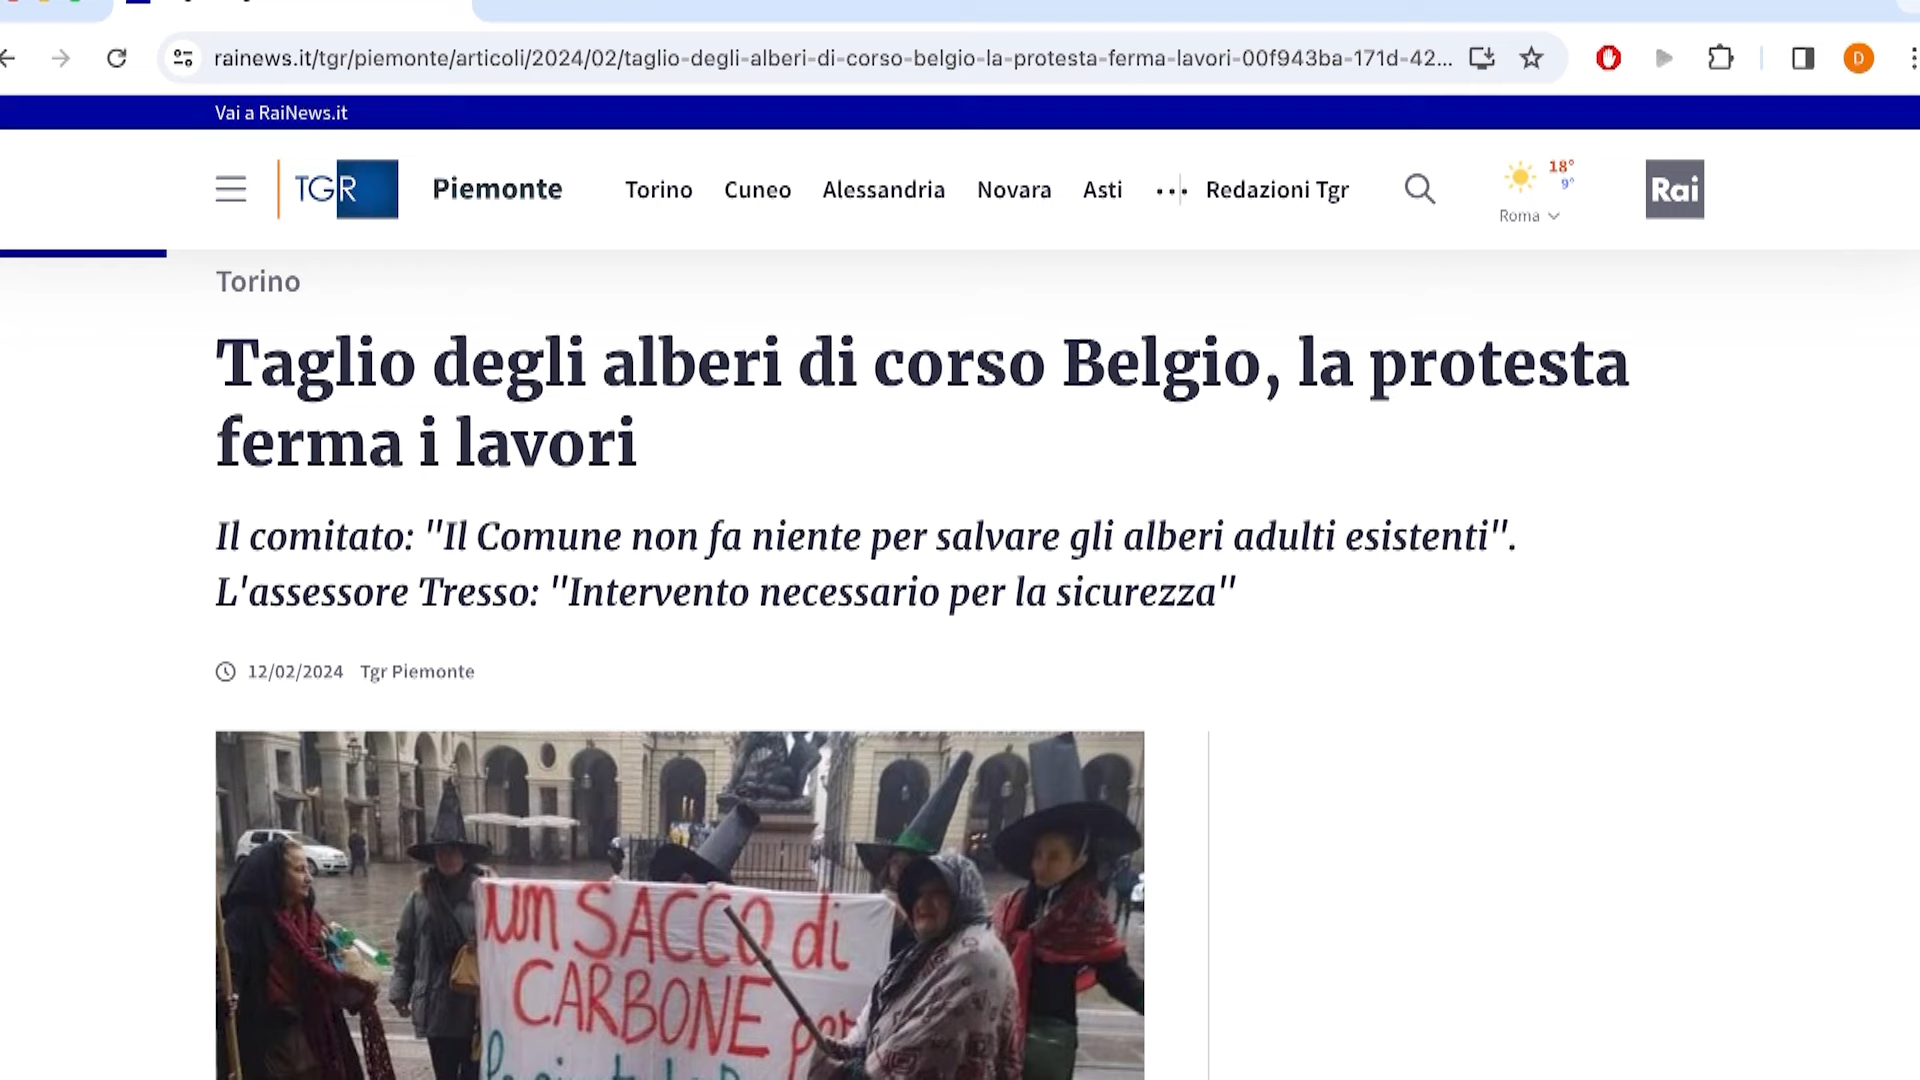 rainews.it/tgr/piemonte/articoli/2024/02/taglio-degli-alberi-di-corso-belgio-la-protesta-ferma-lavori-00f943ba-171d-42...
D
Vai a RaiNews.it
TGR Piemonte Torino Cuneo Alessandria Novara Asti ... Redazioni Tgr 18° 9° Roma Rai
Torino
Taglio degli alberi di corso Belgio, la protesta
ferma i lavori
Il comitato: "Il Comune non fa niente per salvare gli alberi adulti esistenti".
L'assessore Tresso: "Intervento necessario per la sicurezza"
12/02/2024 Tgr Piemonte
un SACCO di
CARBONE per